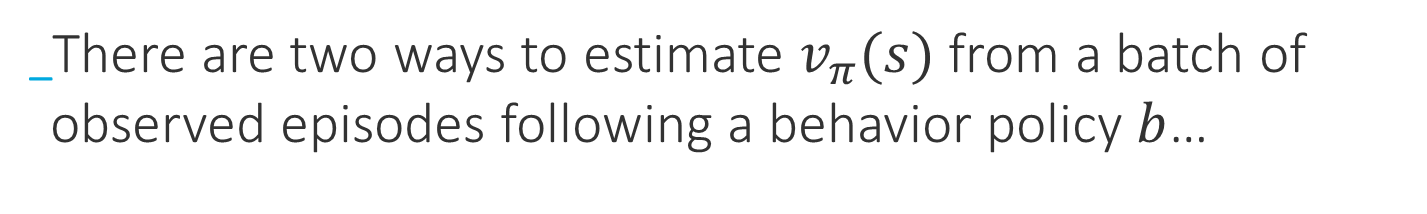 There are two ways to estimate 𝑣𝜋(𝑠) from a batch of
observed episodes following a behavior policy 𝑏…